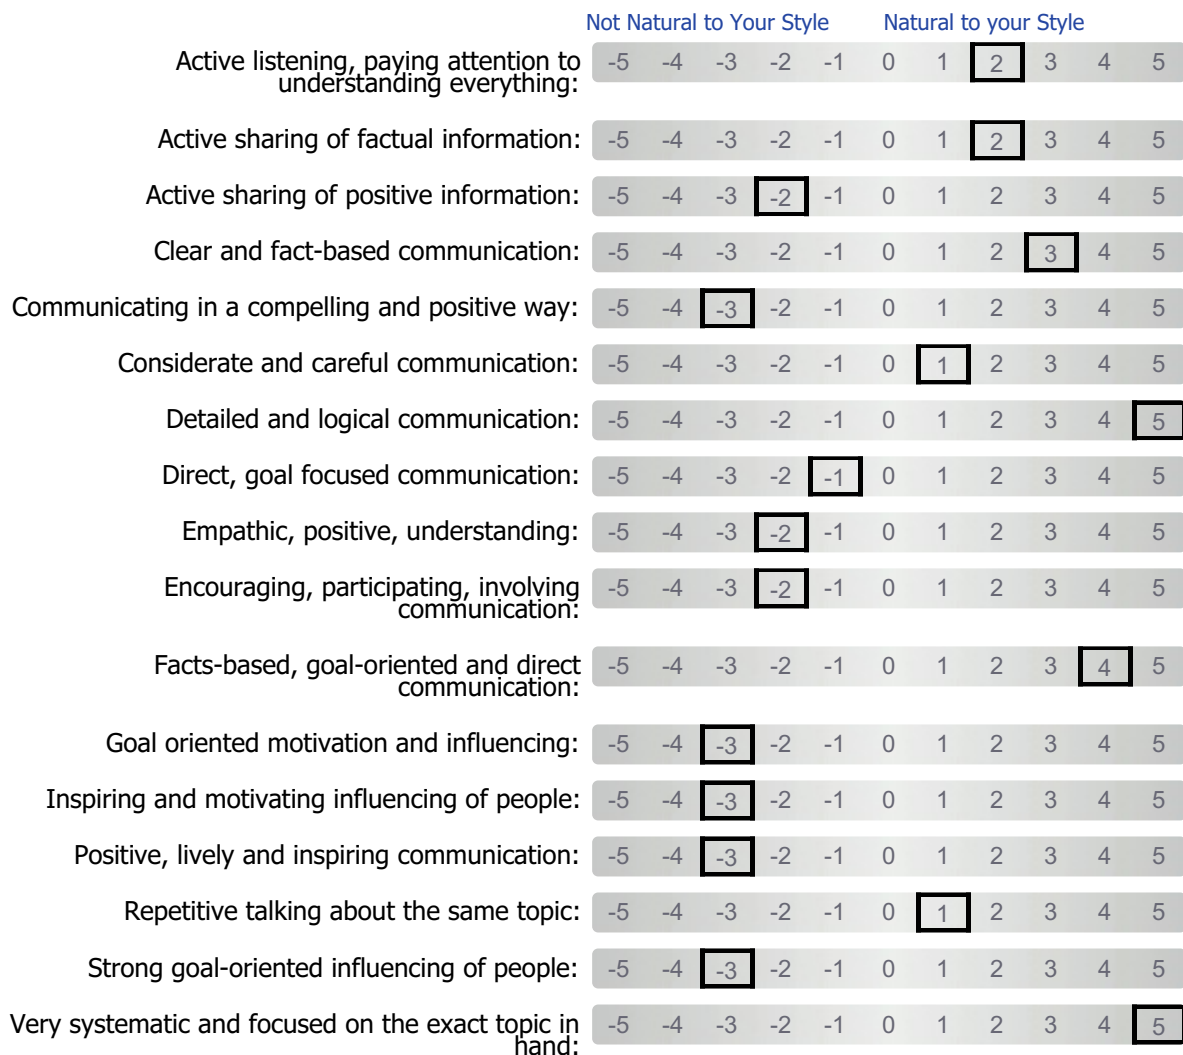 Not Natural to Your Style Natural to your Style
Active listening, paying attention to
understanding everything: -5 -4 -3 -2 -1 0 1 2 3 4 5
Active sharing of factual information: -5 -4 -3 -2 -1 0 1 2 3 4 5
Active sharing of positive information: -5 -4 -3 -2 -1 0 1 2 3 4 5
Clear and fact-based communication: -5 -4 -3 -2 -1 0 1 2 3 4 5
Communicating in a compelling and positive way: -5 -4 -3 -2 -1 0 1 2 3 4 5
Considerate and careful communication: -5 -4 -3 -2 -1 0 1 2 3 4 5
Detailed and logical communication: -5 -4 -3 -2 -1 0 1 2 3 4 5
Direct, goal focused communication: -5 -4 -3 -2 -1 0 1 2 3 4 5
Empathic, positive, understanding: -5 -4 -3 -2 -1 0 1 2 3 4 5
Encouraging, participating, involving
communication: -5 -4 -3 -2 -1 0 1 2 3 4 5
Facts-based, goal-oriented and direct
communication: -5 -4 -3 -2 -1 0 1 2 3 4 5
Goal oriented motivation and influencing: -5 -4 -3 -2 -1 0 1 2 3 4 5
Inspiring and motivating influencing of people: -5 -4 -3 -2 -1 0 1 2 3 4 5
Positive, lively and inspiring communication: -5 -4 -3 -2 -1 0 1 2 3 4 5
Repetitive talking about the same topic: -5 -4 -3 -2 -1 0 1 2 3 4 5
Strong goal-oriented influencing of people: -5 -4 -3 -2 -1 0 1 2 3 4 5
Very systematic and focused on the exact topic in
hand: -5 -4 -3 -2 -1 0 1 2 3 4 5